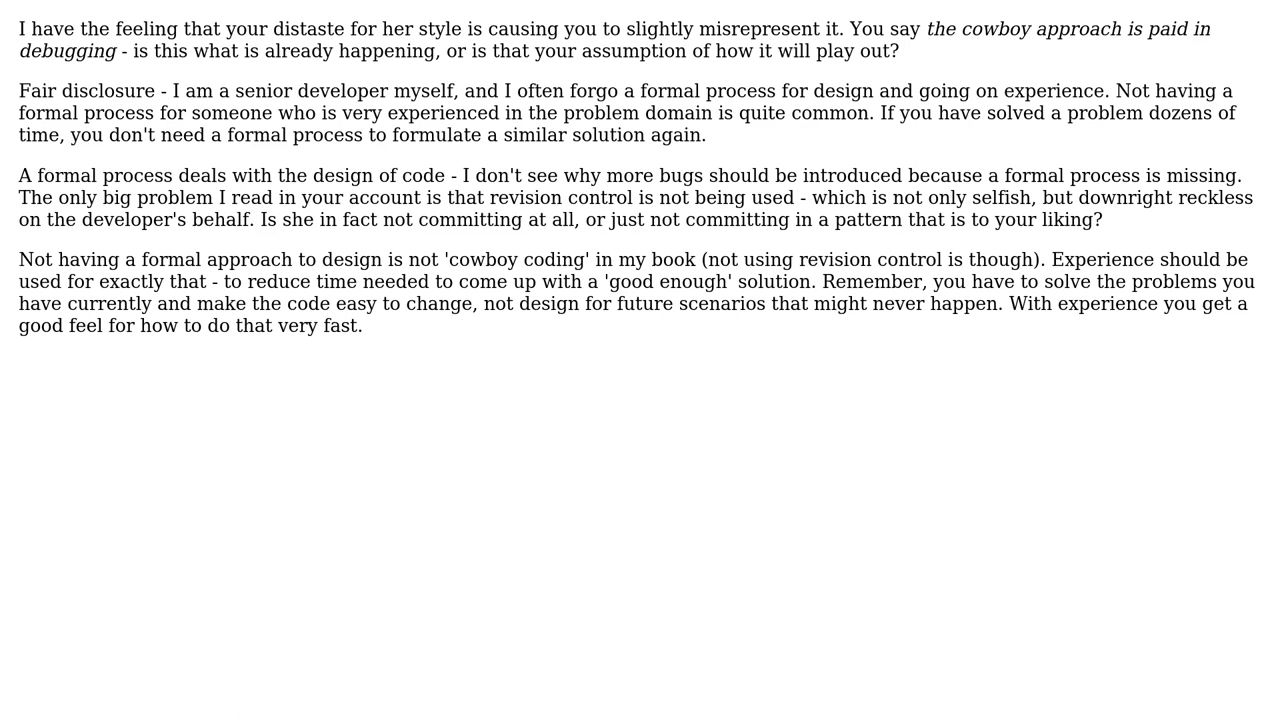 I have the feeling that your distaste for her style is causing you to slightly misrepresent it. You say the cowboy approach is paid in
debugging - is this what is already happening, or is that your assumption of how it will play out?
Fair disclosure - I am a senior developer myself, and I often forgo a formal process for design and going on experience. Not having a
formal process for someone who is very experienced in the problem domain is quite common. If you have solved a problem dozens of
time, you don't need a formal process to formulate a similar solution again.
A formal process deals with the design of code - I don't see why more bugs should be introduced because a formal process is missing.
The only big problem I read in your account is that revision control is not being used - which is not only selfish, but downright reckless
on the developer's behalf. Is she in fact not committing at all, or just not committing in a pattern that is to your liking?
Not having a formal approach to design is not 'cowboy coding' in my book (not using revision control is though). Experience should be
used for exactly that - to reduce time needed to come up with a 'good enough' solution. Remember, you have to solve the problems you
have currently and make the code easy to change, not design for future scenarios that might never happen. With experience you get a
good feel for how to do that very fast.